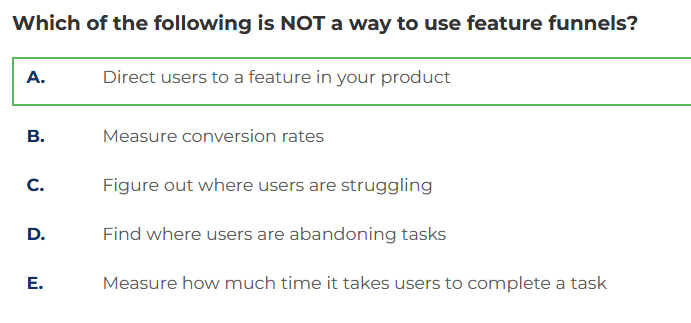 Which of the following is NOT a way to use feature funnels?
A. Direct users to a feature in your product
B. Measure conversion rates
C. Figure out where users are struggling
D. Find where users are abandoning tasks
E. Measure how much time it takes users to complete a task